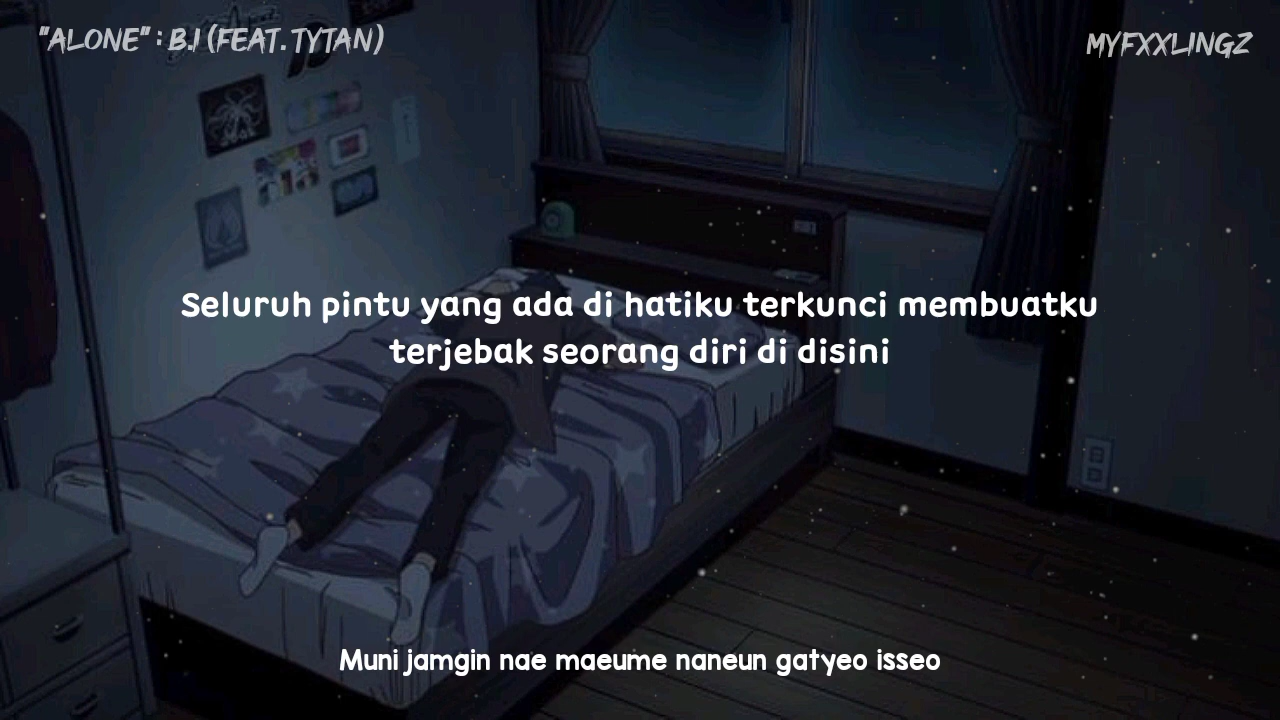 "ALONE" : B.I (FEAT. TYTAN)
MYFXXLINGZ
Seluruh pintu yang ada di hatiku terkunci membuatku
terjebak seorang diri di disini
Muni jamgin nae maeume naneun gatyeo isseo